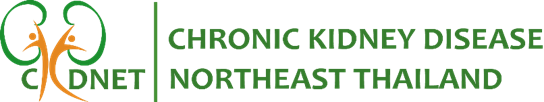 CKDNET
CHRONIC KIDNEY DISEASE
NORTHEAST THAILAND